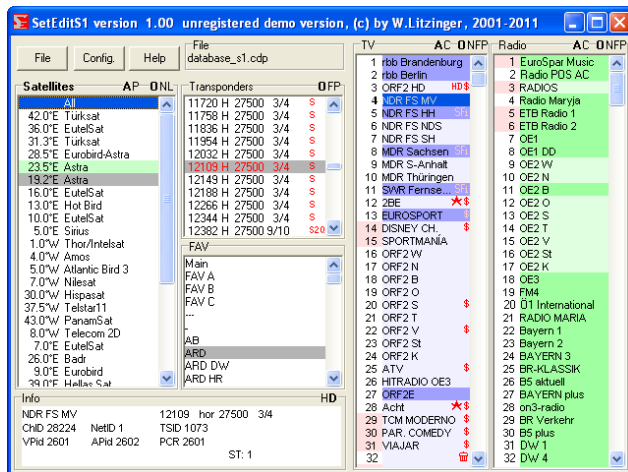 SetEditS1 version 1.00 unregistered demo version, (c) by W.Litzinger, 2001-2011
File
Config.
Help
File
database_s1.cdp
Satellites AP ONL
All
42.0°E Türksat
36.0°E EutelSat
31.3°E Türksat
28.5°E Eurobird-Astra
23.5°E Astra
19.2°E Astra
16.0°E EutelSat
13.0°E Hot Bird
10.0°E EutelSat
5.0°E Sirius
1.0°W Thor/Intelsat
4.0°W Amos
5.0°W Atlantic Bird 3
7.0°W Nilesat
30.0°W Hispasat
37.5°W Telstar11
43.0°W PanamSat
8.0°W Telecom 2D
7.0°E EutelSat
26.0°E Badr
9.0°E Eurobird
39.0°E Hellas Sat
Transponders OFP
11720 H 27500 3/4 S
11758 H 27500 3/4 S
11836 H 27500 3/4 S
11954 H 27500 3/4 S
12032 H 27500 3/4 S
12109 H 27500 3/4 S
12149 H 27500 3/4 S
12188 H 27500 3/4 S
12266 H 27500 3/4 S
12344 H 27500 3/4 S
12382 H 27500 9/10 S20
FAV
Main
FAV A
FAV B
FAV C
...
.
AB
ARD
ARD DW
ARD HR
TV AC ONFP
1 rbb Brandenburg
2 rbb Berlin
3 ORF2 HD HD$
4 NDR FS MV
5 NDR FS HH SFi
6 NDR FS NDS
7 NDR FS SH
8 MDR Sachsen SFi
9 MDR S-Anhalt
10 MDR Thüringen
11 SWR Fernse... SFi
12 2BE $
13 EUROSPORT $
14 DISNEY CH. $
15 SPORTMANÍA
16 ORF2 W
17 ORF2 N
18 ORF2 B
19 ORF2 O
20 ORF2 S $
21 ORF2 T
22 ORF2 V $
23 ORF2 St
24 ORF2 K
25 ATV $
26 HITRADIO OE3
27 ORF2E
28 Acht $
29 TCM MODERNO $
30 PAR. COMEDY $
31 VIAJAR $
32
Radio AC ONFP
1 EuroSpar Music
2 Radio POS AC
3 RADIOS
4 Radio Maryja
5 ETB Radio 1
6 ETB Radio 2
7 OE1
8 OE1 DD
9 OE2 W
10 OE2 N
11 OE2 B
12 OE2 O
13 OE2 S
14 OE2 T
15 OE2 V
16 OE2 St
17 OE2 K
18 OE3
19 FM4
20 Ö1 International
21 RADIO MARIA
22 Bayern 1
23 Bayern 2
24 BAYERN 3
25 BR-KLASSIK
26 B5 aktuell
27 BAYERN plus
28 on3-radio
29 BR Verkehr
30 B5 plus
31 DW 1
32 DW 4
Info HD
NDR FS MV 12109 hor 27500 3/4
ChID 28224 NetID 1 TSID 1073
VPid 2601 APid 2602 PCR 2601
ST: 1